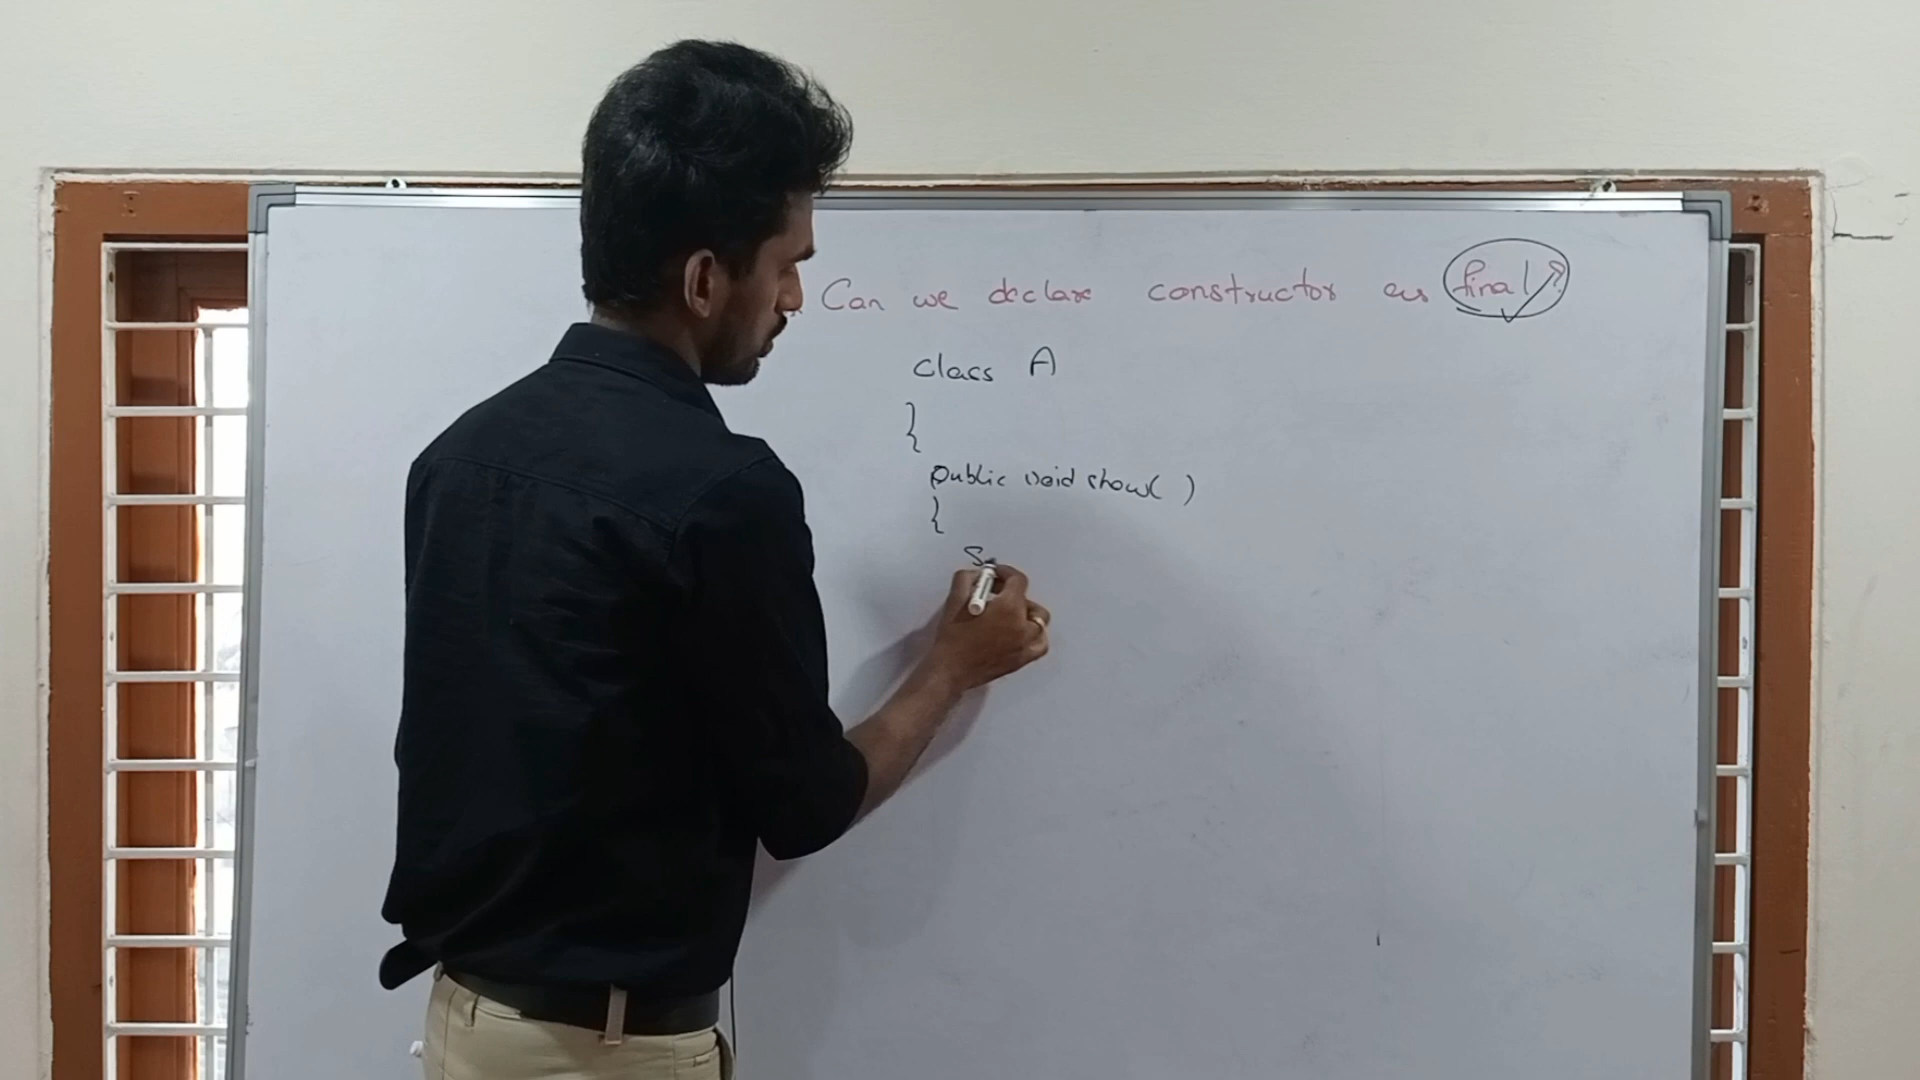 Can we declare constructor as final?
class A
{
public void show( )
{
S